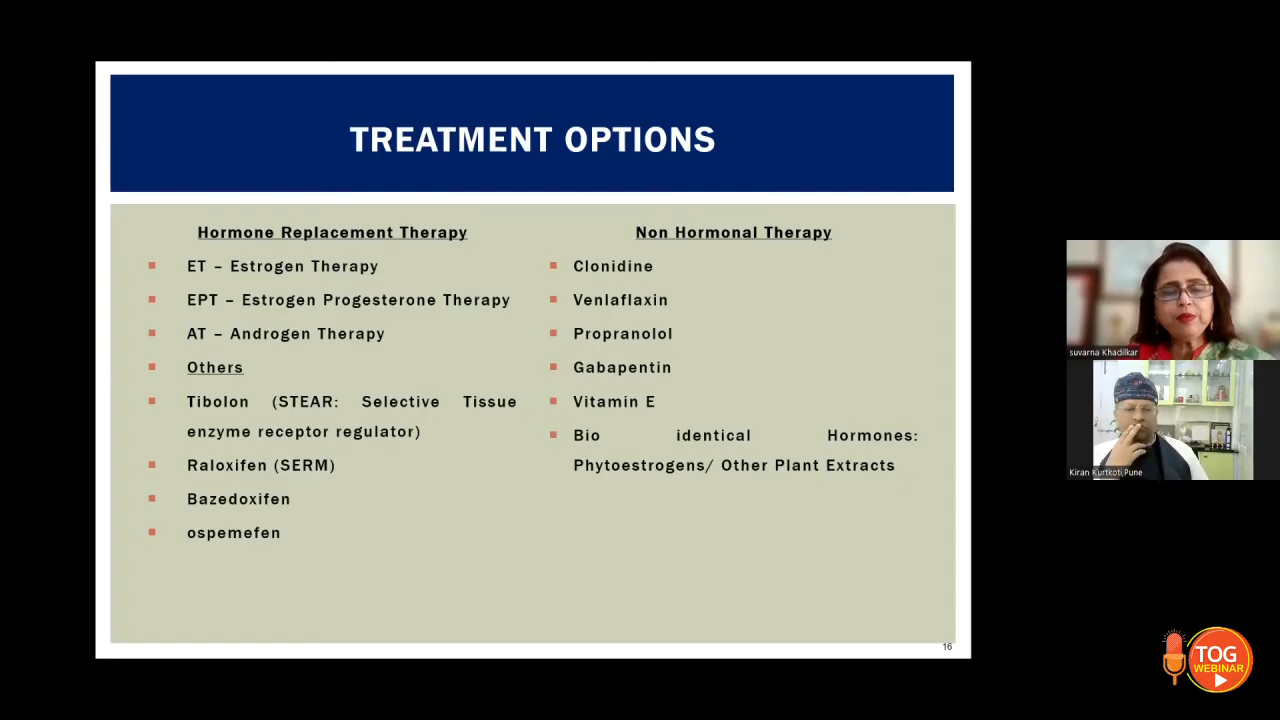 TREATMENT OPTIONS
Hormone Replacement Therapy
ET – Estrogen Therapy
EPT – Estrogen Progesterone Therapy
AT – Androgen Therapy
Others
Tibolon (STEAR: Selective Tissue
enzyme receptor regulator)
Raloxifen (SERM)
Bazedoxifen
ospemefen
Non Hormonal Therapy
Clonidine
Venlaflaxin
Propranolol
Gabapentin
Vitamin E
Bio identical Hormones:
Phytoestrogens/ Other Plant Extracts
16
suvarna Khadilkar
Kiran Kurtkoti Pune
TOG
WEBINAR